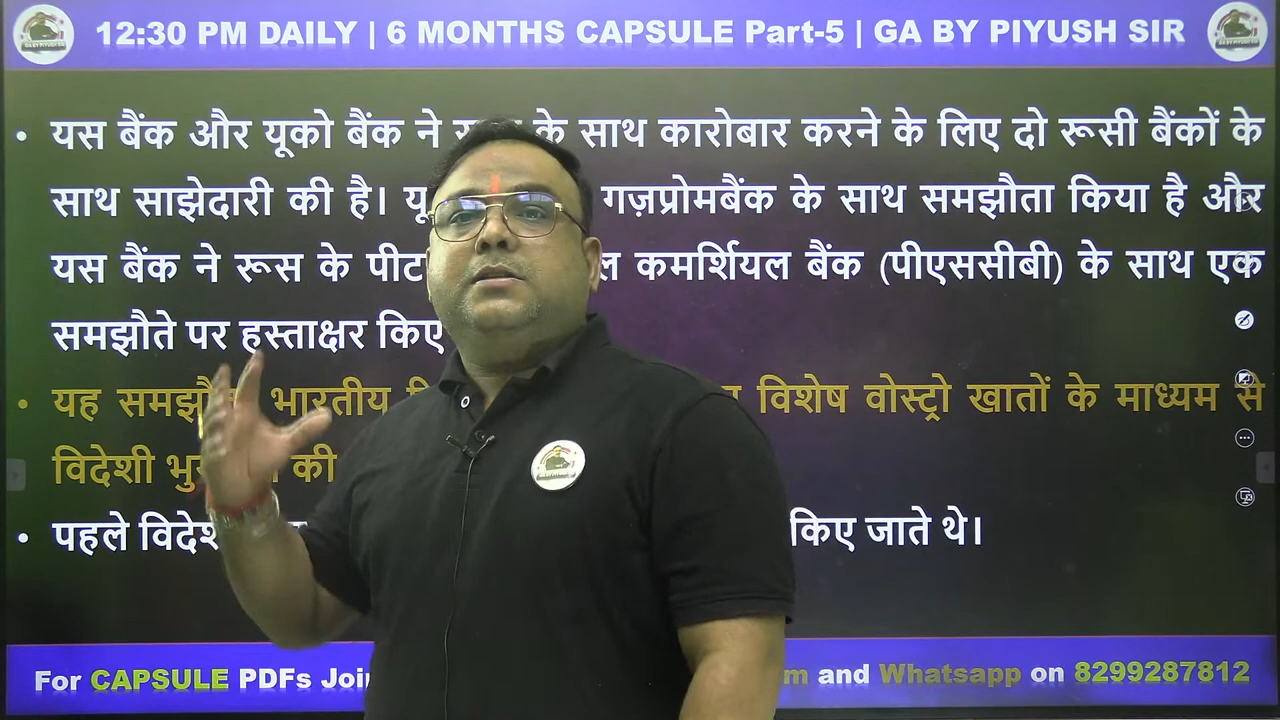 12:30 PM DAILY | 6 MONTHS CAPSULE Part-5 | GA BY PIYUSH SIR
• यस बैंक और यूको बैंक ने के साथ कारोबार करने के लिए दो रूसी बैंकों के
साथ साझेदारी की है। गज़प्रोमबैंक के साथ समझौता किया है और
यस बैंक ने रूस के कमर्शियल बैंक (पीएससीबी) के साथ एक
समझौते पर हस्ताक्षर किए
• यह भारतीय विशेष वोस्ट्रो खातों के माध्यम से
विदेशी की
• पहले किए जाते थे।
For CAPSULE PDFs and Whatsapp on 8299287812